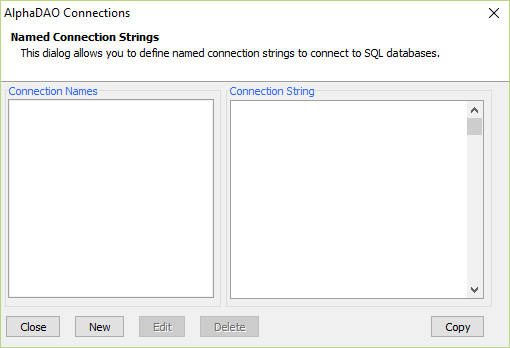 AlphaDAO Connections
Named Connection Strings
This dialog allows you to define named connection strings to connect to SQL databases.
Connection Names
Connection String
Close
New
Edit
Delete
Copy